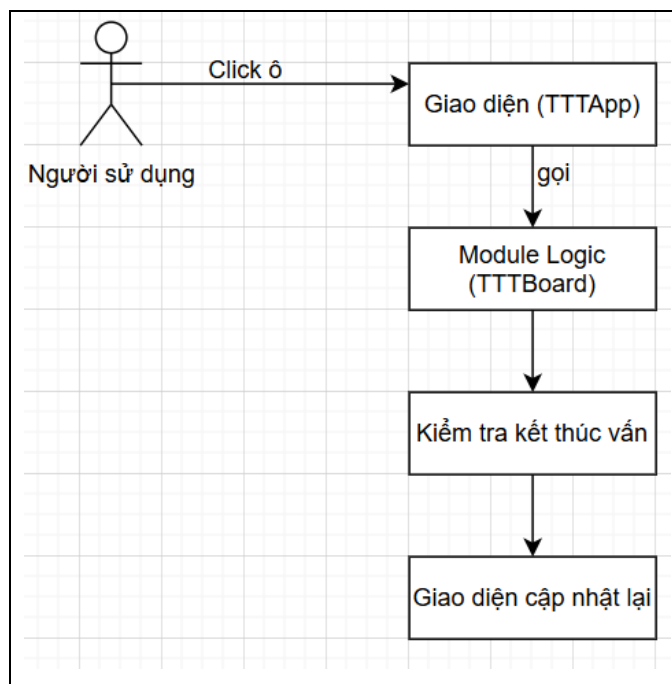 Click ô
Giao diện (TTTApp)
Người sử dụng
gọi
Module Logic
(TTTBoard)
Kiểm tra kết thúc vấn
Giao diện cập nhật lại